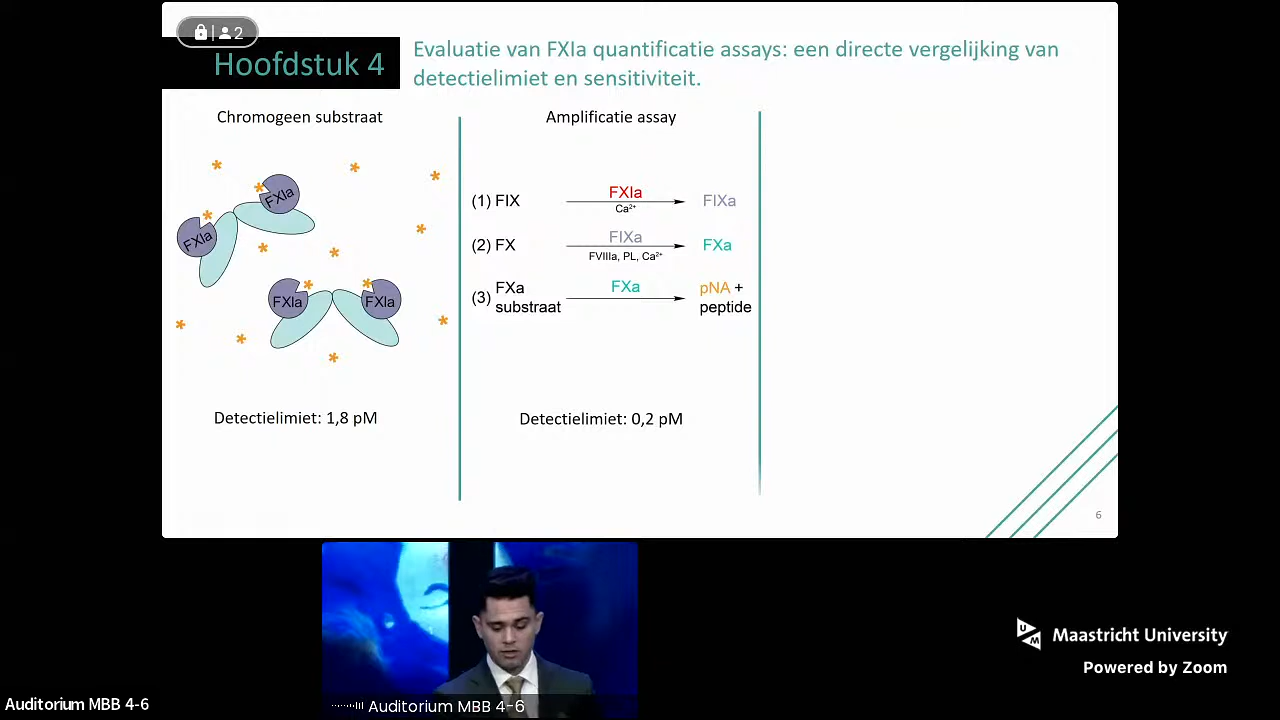 2
Hoofdstuk 4
Evaluatie van FXIa quantificatie assays: een directe vergelijking van
detectielimiet en sensitiviteit.
Chromogeen substraat
FXIa
FXIa
FXIa
FXIa
Detectielimiet: 1,8 pM
Amplificatie assay
(1) FIX FXIa Ca²⁺ FIXa
(2) FX FIXa FVIIIa, PL, Ca²⁺ FXa
(3) FXa substraat FXa pNA + peptide
Detectielimiet: 0,2 pM
6
Auditorium MBB 4-6
Auditorium MBB 4-6
UM Maastricht University
Powered by Zoom